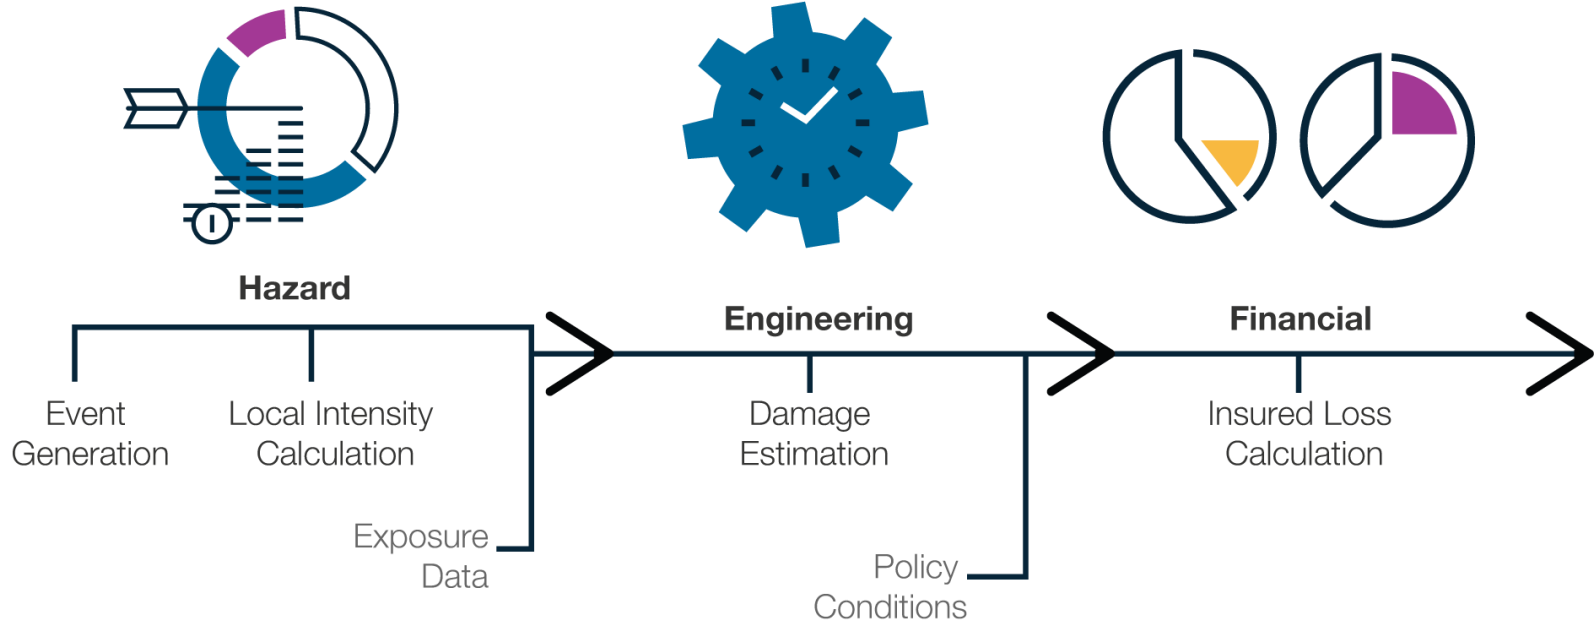 Hazard
Engineering
Financial
Event
Generation
Local Intensity
Calculation
Damage
Estimation
Insured Loss
Calculation
Exposure
Data
Policy
Conditions